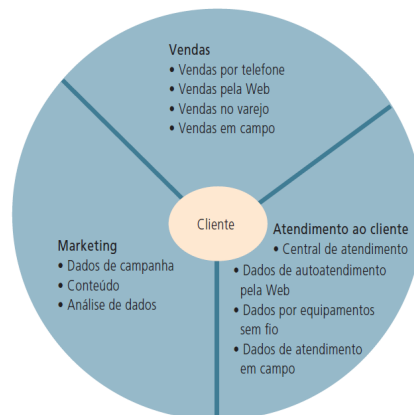 Vendas
• Vendas por telefone
• Vendas pela Web
• Vendas no varejo
• Vendas em campo
Cliente
Marketing
• Dados de campanha
• Conteúdo
• Análise de dados
Atendimento ao cliente
• Central de atendimento
• Dados de autoatendimento
pela Web
• Dados por equipamentos
sem fio
• Dados de atendimento
em campo